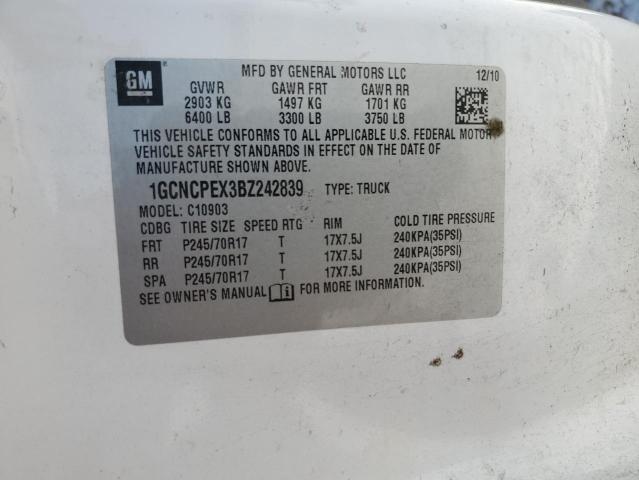 GM
MFD BY GENERAL MOTORS LLC 12/10
GVWR GAWR FRT GAWR RR
2903 KG 1497 KG 1701 KG
6400 LB 3300 LB 3750 LB
THIS VEHICLE CONFORMS TO ALL APPLICABLE U.S. FEDERAL MOTOR
VEHICLE SAFETY STANDARDS IN EFFECT ON THE DATE OF
MANUFACTURE SHOWN ABOVE.
1GCNCPEX3BZ242839 TYPE: TRUCK
MODEL: C10903
CDBG TIRE SIZE SPEED RTG RIM COLD TIRE PRESSURE
FRT P245/70R17 T 17X7.5J 240KPA(35PSI)
RR P245/70R17 T 17X7.5J 240KPA(35PSI)
SPA P245/70R17 T 17X7.5J 240KPA(35PSI)
SEE OWNER'S MANUAL i FOR MORE INFORMATION.